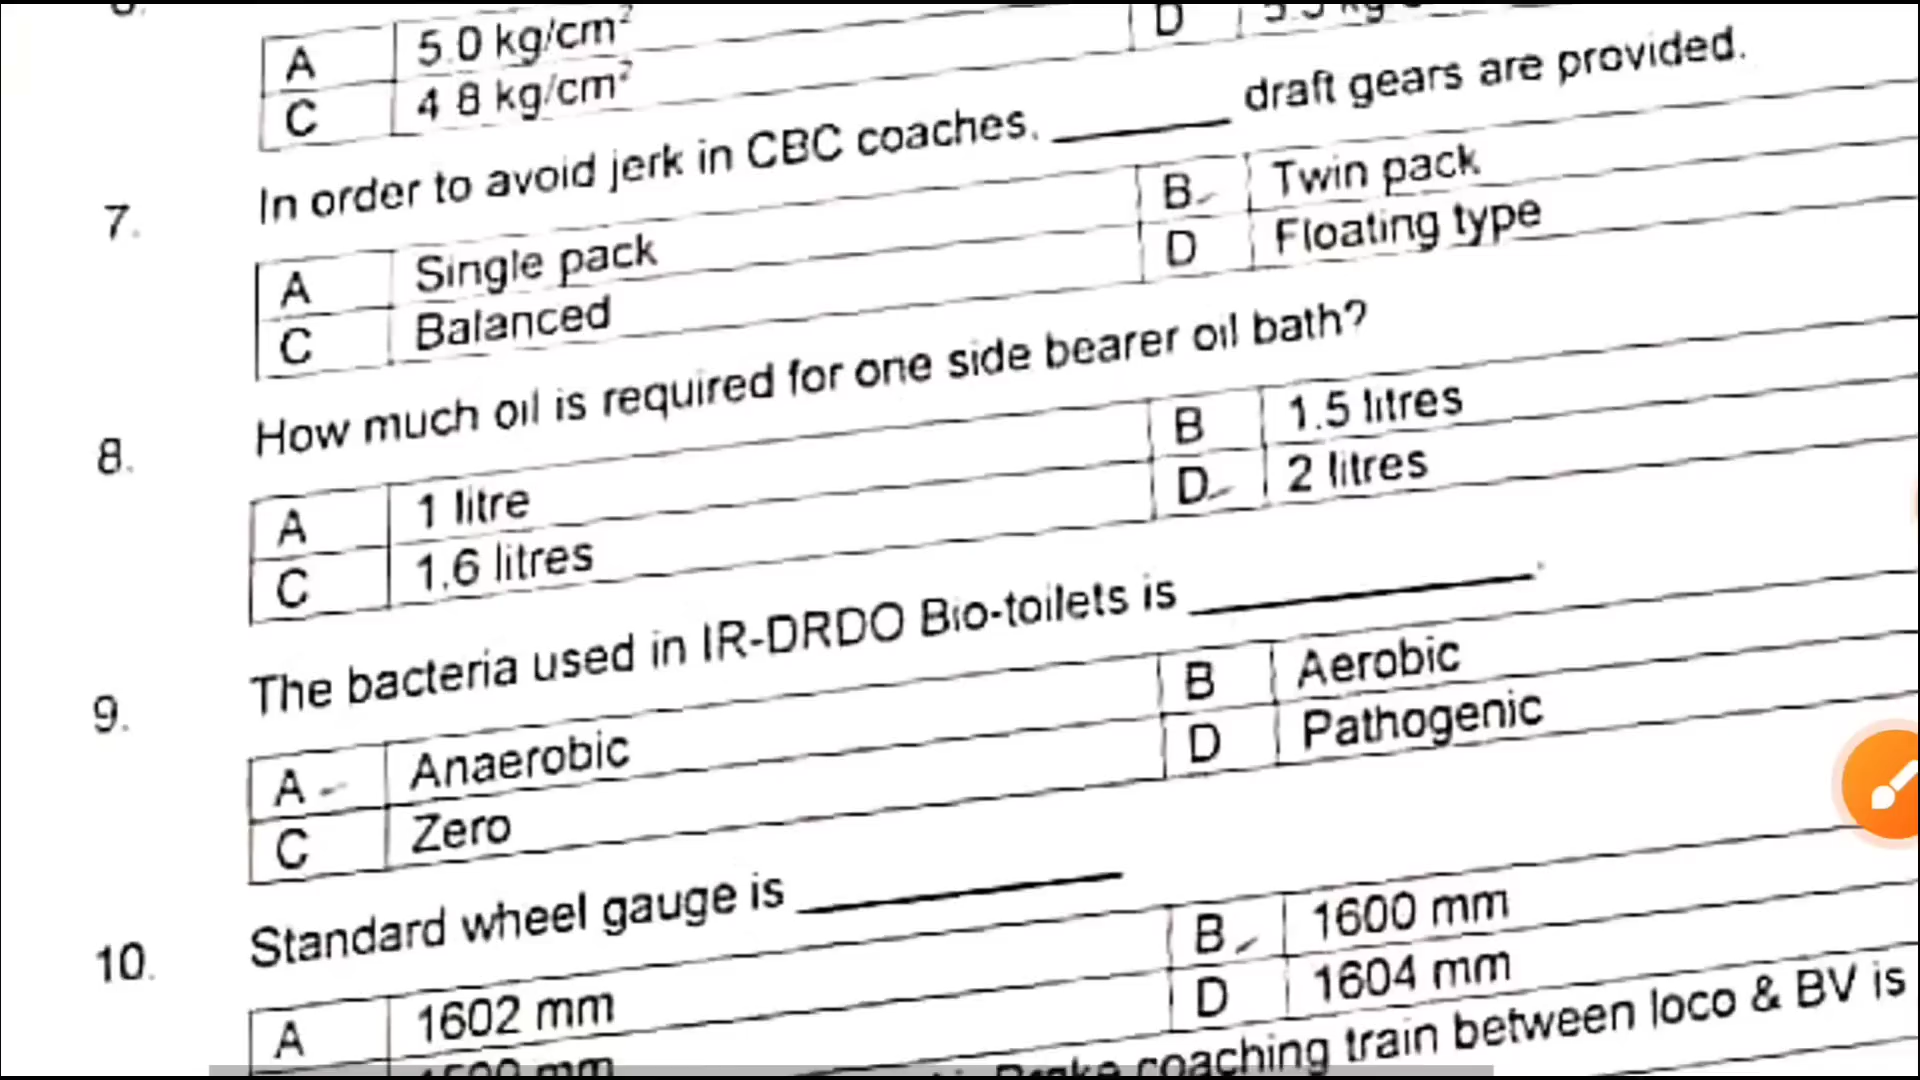 A 5.0 kg/cm² D
C 4 8 kg/cm²
7. In order to avoid jerk in CBC coaches, ______ draft gears are provided.
A Single pack B Twin pack
C Balanced D Floating type
8. How much oil is required for one side bearer oil bath?
A 1 litre B 1.5 litres
C 1.6 litres D 2 litres
9. The bacteria used in IR-DRDO Bio-toilets is ______.
A Anaerobic B Aerobic
C Zero D Pathogenic
10. Standard wheel gauge is ______
A 1602 mm B 1600 mm
D 1604 mm
coaching train between loco & BV is